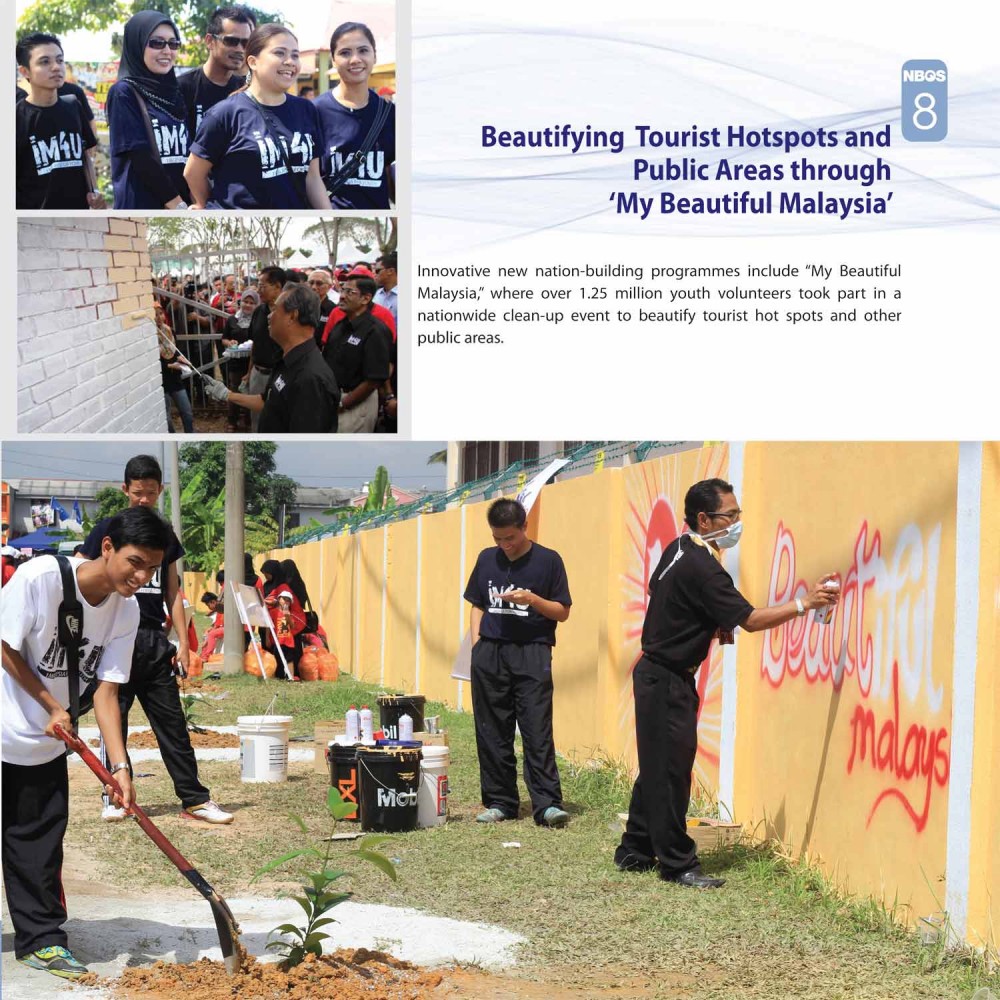 iM4U
iM4U
iM4U
iM4U
NBOS
8
Beautifying Tourist Hotspots and
Public Areas through
‘My Beautiful Malaysia’
Innovative new nation-building programmes include “My Beautiful
Malaysia,” where over 1.25 million youth volunteers took part in a
nationwide clean-up event to beautify tourist hot spots and other
public areas.
iM4U
Beautiful
malays
XL
Mobil
bil